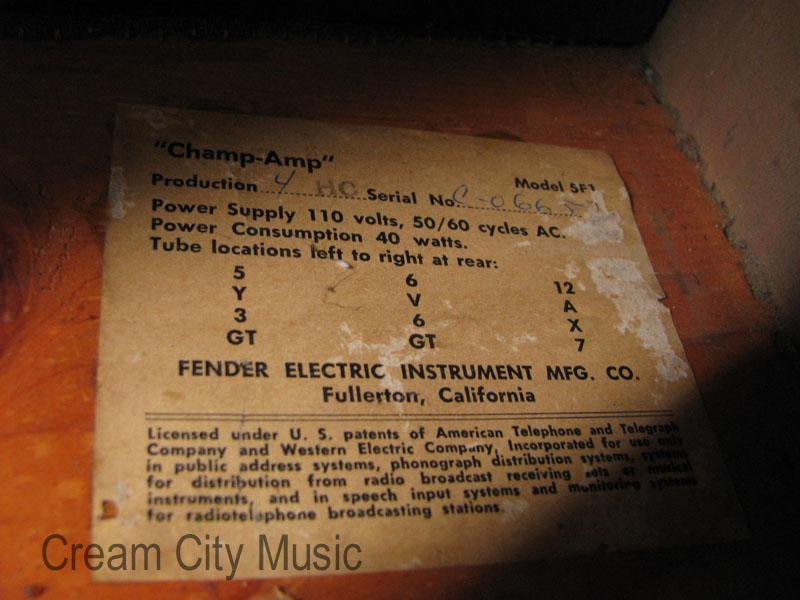 "Champ-Amp"
Model 5F1
Production 4 HC Serial No. C-0665
Power Supply 110 volts, 50/60 cycles AC.
Power Consumption 40 watts.
Tube locations left to right at rear:
5 6 12
Y V A
3 6 X
GT GT 7
FENDER ELECTRIC INSTRUMENT MFG. CO.
Fullerton, California
Licensed under U. S. patents of American Telephone and Telegraph
Company and Western Electric Company, Incorporated for use only
in public address systems, phonograph distribution systems, systems
for distribution from radio broadcast receiving sets or musical
instruments, and in speech input systems and monitoring systems
for radiotelephone broadcasting stations.
Cream City Music